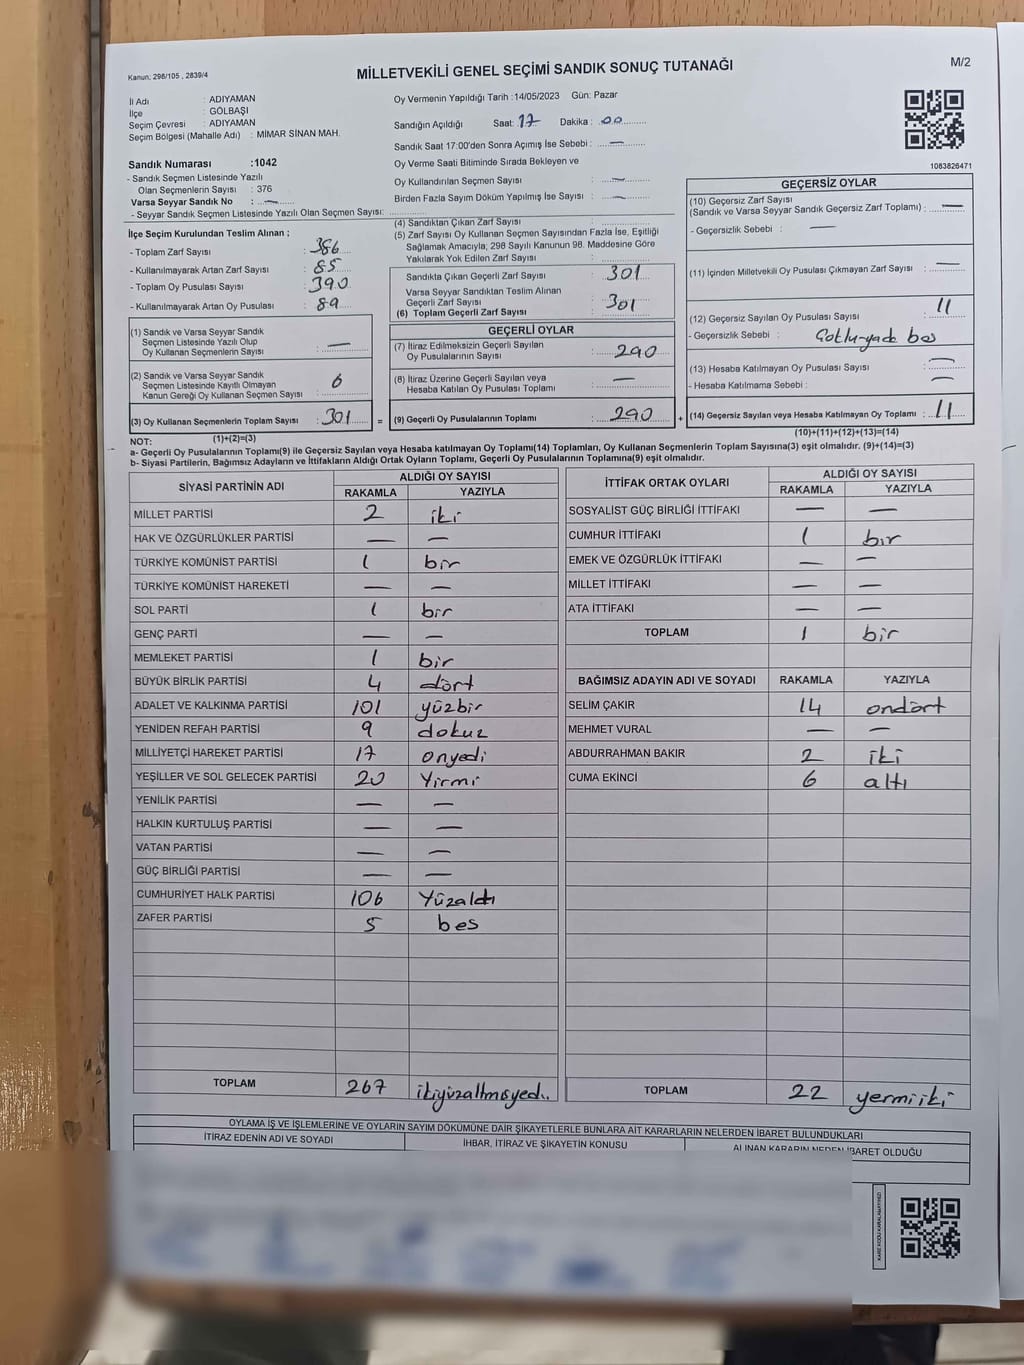 Kanun; 298/105 , 2839/4
MİLLETVEKİLİ GENEL SEÇİMİ SANDIK SONUÇ TUTANAĞI
M/2
İl Adı : ADIYAMAN
İlçe : GÖLBAŞI
Seçim Çevresi : ADIYAMAN
Seçim Bölgesi (Mahalle Adı) : MİMAR SİNAN MAH.
Sandık Numarası :1042
- Sandık Seçmen Listesinde Yazılı
Olan Seçmenlerin Sayısı : 376
Varsa Seyyar Sandık No : —
- Seyyar Sandık Seçmen Listesinde Yazılı Olan Seçmen Sayısı:
Oy Vermenin Yapıldığı Tarih :14/05/2023 Gün: Pazar
Sandığın Açıldığı Saat: 17 Dakika : 00
Sandık Saat 17:00'den Sonra Açımış İse Sebebi : —
Oy Verme Saati Bitiminde Sırada Bekleyen ve
Oy Kullandırılan Seçmen Sayısı : —
Birden Fazla Sayım Döküm Yapılmış İse Sayısı : —
1083826471
İlçe Seçim Kurulundan Teslim Alınan ;
- Toplam Zarf Sayısı : 386
- Kullanılmayarak Artan Zarf Sayısı : 85
- Toplam Oy Pusulası Sayısı : 390
- Kullanılmayarak Artan Oy Pusulası : 89
(1) Sandık ve Varsa Seyyar Sandık
Seçmen Listesinde Yazılı Olup
Oy Kullanan Seçmenlerin Sayısı : —
(2) Sandık ve Varsa Seyyar Sandık
Seçmen Listesinde Kayıtlı Olmayan
Kanun Gereği Oy Kullanan Seçmen Sayısı : 6
(3) Oy Kullanan Seçmenlerin Toplam Sayısı : 301
(1)+(2)=(3)
(4) Sandıktan Çıkan Zarf Sayısı :
(5) Zarf Sayısı Oy Kullanan Seçmen Sayısından Fazla İse, Eşitliği
Sağlamak Amacıyla; 298 Sayılı Kanunun 98. Maddesine Göre
Yakılarak Yok Edilen Zarf Sayısı :
Sandıkta Çıkan Geçerli Zarf Sayısı : 301
Varsa Seyyar Sandıktan Teslim Alınan
Geçerli Zarf Sayısı :
(6) Toplam Geçerli Zarf Sayısı : 301
GEÇERLİ OYLAR
(7) İtiraz Edilmeksizin Geçerli Sayılan
Oy Pusulalarının Sayısı : 290
(8) İtiraz Üzerine Geçerli Sayılan veya
Hesaba Katılan Oy Pusulası Toplamı : —
= (9) Geçerli Oy Pusulalarının Toplamı : 290 +
GEÇERSİZ OYLAR
(10) Geçersiz Zarf Sayısı
(Sandık ve Varsa Seyyar Sandık Geçersiz Zarf Toplamı) : —
- Geçersizlik Sebebi : —
(11) İçinden Milletvekili Oy Pusulası Çıkmayan Zarf Sayısı : —
(12) Geçersiz Sayılan Oy Pusulası Sayısı : 11
- Geçersizlik Sebebi : Çoklu-yada bos
(13) Hesaba Katılmayan Oy Pusulası Sayısı : —
- Hesaba Katılmama Sebebi : —
(14) Geçersiz Sayılan veya Hesaba Katılmayan Oy Toplamı : 11
(10)+(11)+(12)+(13)=(14)
NOT:
a- Geçerli Oy Pusulalarının Toplamı(9) ile Geçersiz Sayılan veya Hesaba katılmayan Oy Toplamı(14) Toplamları, Oy Kullanan Seçmenlerin Toplam Sayısına(3) eşit olmalıdır. (9)+(14)=(3)
b- Siyasi Partilerin, Bağımsız Adayların ve İttifakların Aldığı Ortak Oyların Toplamı, Geçerli Oy Pusulalarının Toplamına(9) eşit olmalıdır.
SİYASİ PARTİNİN ADI ALDIĞI OY SAYISI
RAKAMLA YAZIYLA
MİLLET PARTİSİ 2 iki
HAK VE ÖZGÜRLÜKLER PARTİSİ — —
TÜRKİYE KOMÜNİST PARTİSİ 1 bir
TÜRKİYE KOMÜNİST HAREKETİ — —
SOL PARTİ 1 bir
GENÇ PARTİ — —
MEMLEKET PARTİSİ 1 bir
BÜYÜK BİRLİK PARTİSİ 4 dört
ADALET VE KALKINMA PARTİSİ 101 yüzbir
YENİDEN REFAH PARTİSİ 9 dokuz
MİLLİYETÇİ HAREKET PARTİSİ 17 onyedi
YEŞİLLER VE SOL GELECEK PARTİSİ 20 Yirmi
YENİLİK PARTİSİ — —
HALKIN KURTULUŞ PARTİSİ — —
VATAN PARTİSİ — —
GÜÇ BİRLİĞİ PARTİSİ — —
CUMHURİYET HALK PARTİSİ 106 Yüzaltı
ZAFER PARTİSİ 5 bes
TOPLAM 267 ikiyüzaltmısyedi
İTTİFAK ORTAK OYLARI ALDIĞI OY SAYISI
RAKAMLA YAZIYLA
SOSYALİST GÜÇ BİRLİĞİ İTTİFAKI — —
CUMHUR İTTİFAKI 1 bir
EMEK VE ÖZGÜRLÜK İTTİFAKI — —
MİLLET İTTİFAKI — —
ATA İTTİFAKI — —
TOPLAM 1 bir
BAĞIMSIZ ADAYIN ADI VE SOYADI RAKAMLA YAZIYLA
SELİM ÇAKIR 14 ondört
MEHMET VURAL — —
ABDURRAHMAN BAKIR 2 iki
CUMA EKİNCİ 6 altı
TOPLAM 22 yermiiki
OYLAMA İŞ VE İŞLEMLERİNE VE OYLARIN SAYIM DÖKÜMÜNE DAİR ŞİKAYETLERLE BUNLARA AİT KARARLARIN NELERDEN İBARET BULUNDUKLARI
İTİRAZ EDENİN ADI VE SOYADI İHBAR, İTİRAZ VE ŞİKAYETİN KONUSU ALINAN KARARIN NEDEN İBARET OLDUĞU
KARE KODU KARALAMAYINIZ!